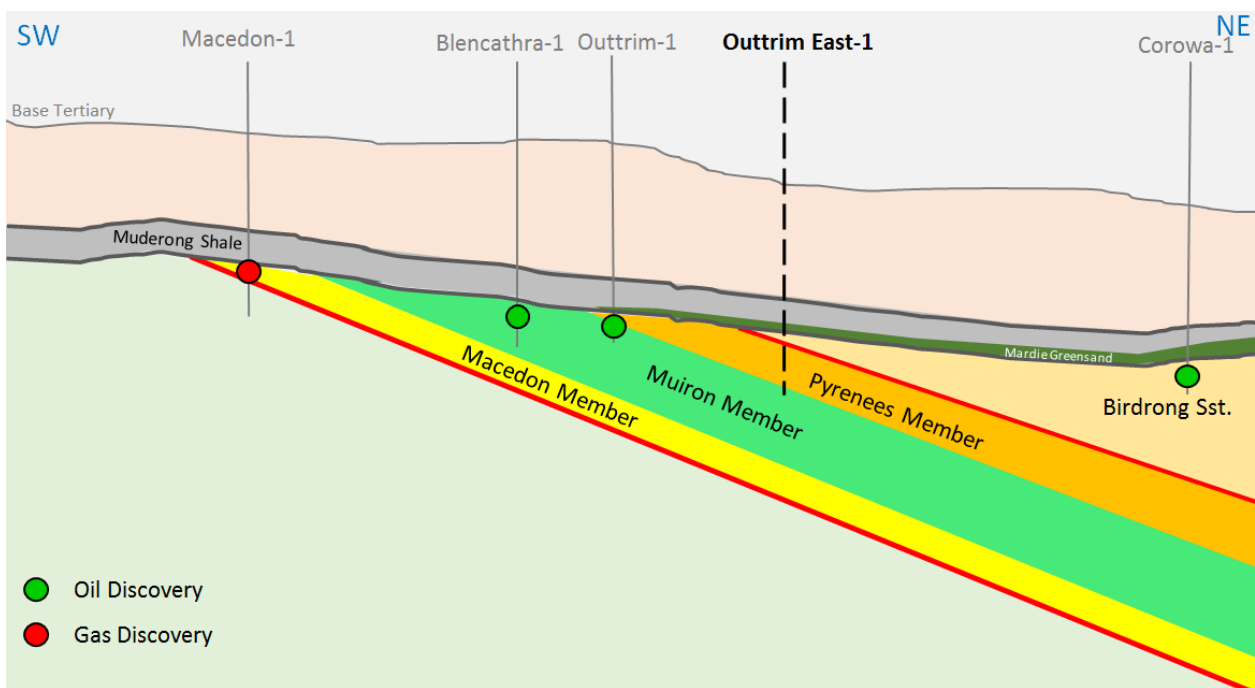 SW
NE
Macedon-1
Blencathra-1
Outtrim-1
Outtrim East-1
Corowa-1
Base Tertiary
Muderong Shale
Mardie Greensand
Macedon Member
Muiron Member
Pyrenees Member
Birdrong Sst.
Oil Discovery
Gas Discovery